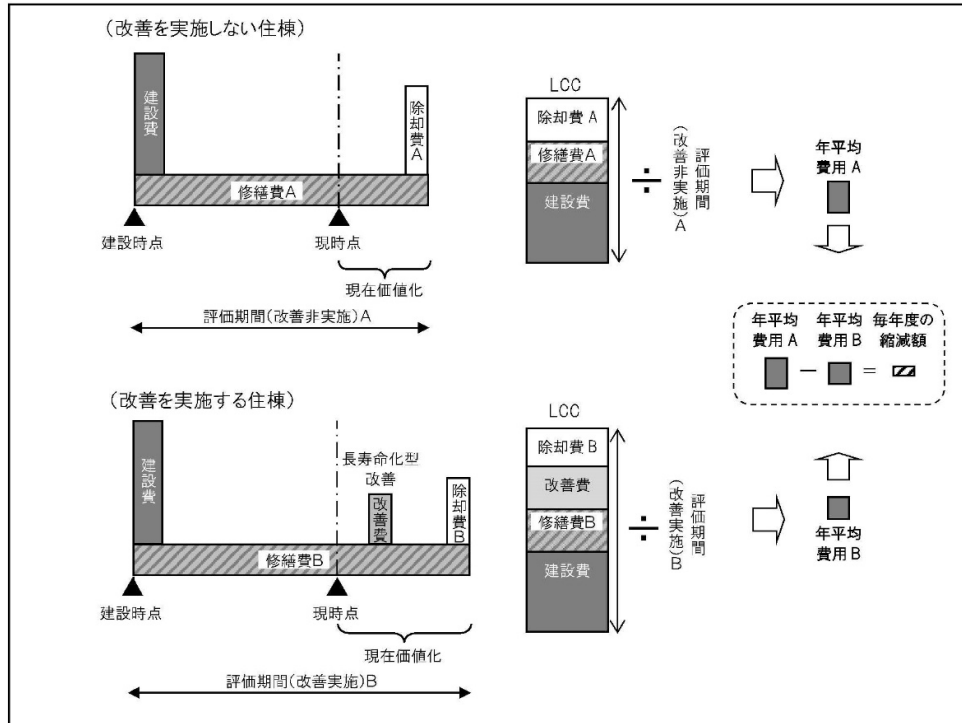 (改善を実施しない住棟)
建設費
除却費A
修繕費A
建設時点
現時点
現在価値化
評価期間(改善非実施)A
LCC
除却費A
修繕費A
建設費
÷
評価期間
(改善非実施)A
年平均
費用A
年平均 年平均 毎年度の
費用A 費用B 縮減額
− =
(改善を実施する住棟)
建設費
長寿命化型
改善
改善費
除却費B
修繕費B
建設時点
現時点
現在価値化
評価期間(改善実施)B
LCC
除却費B
改善費
修繕費B
建設費
÷
評価期間
(改善実施)B
年平均
費用B